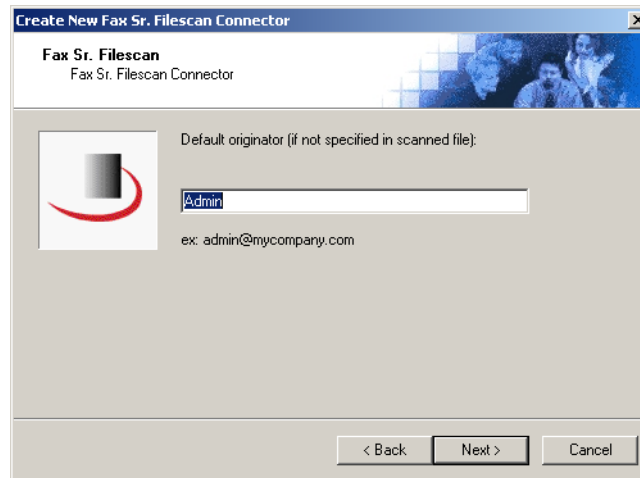 Create New Fax Sr. Filescan Connector
Fax Sr. Filescan
Fax Sr. Filescan Connector
Default originator (if not specified in scanned file):
Admin
ex: admin@mycompany.com
< Back
Next >
Cancel